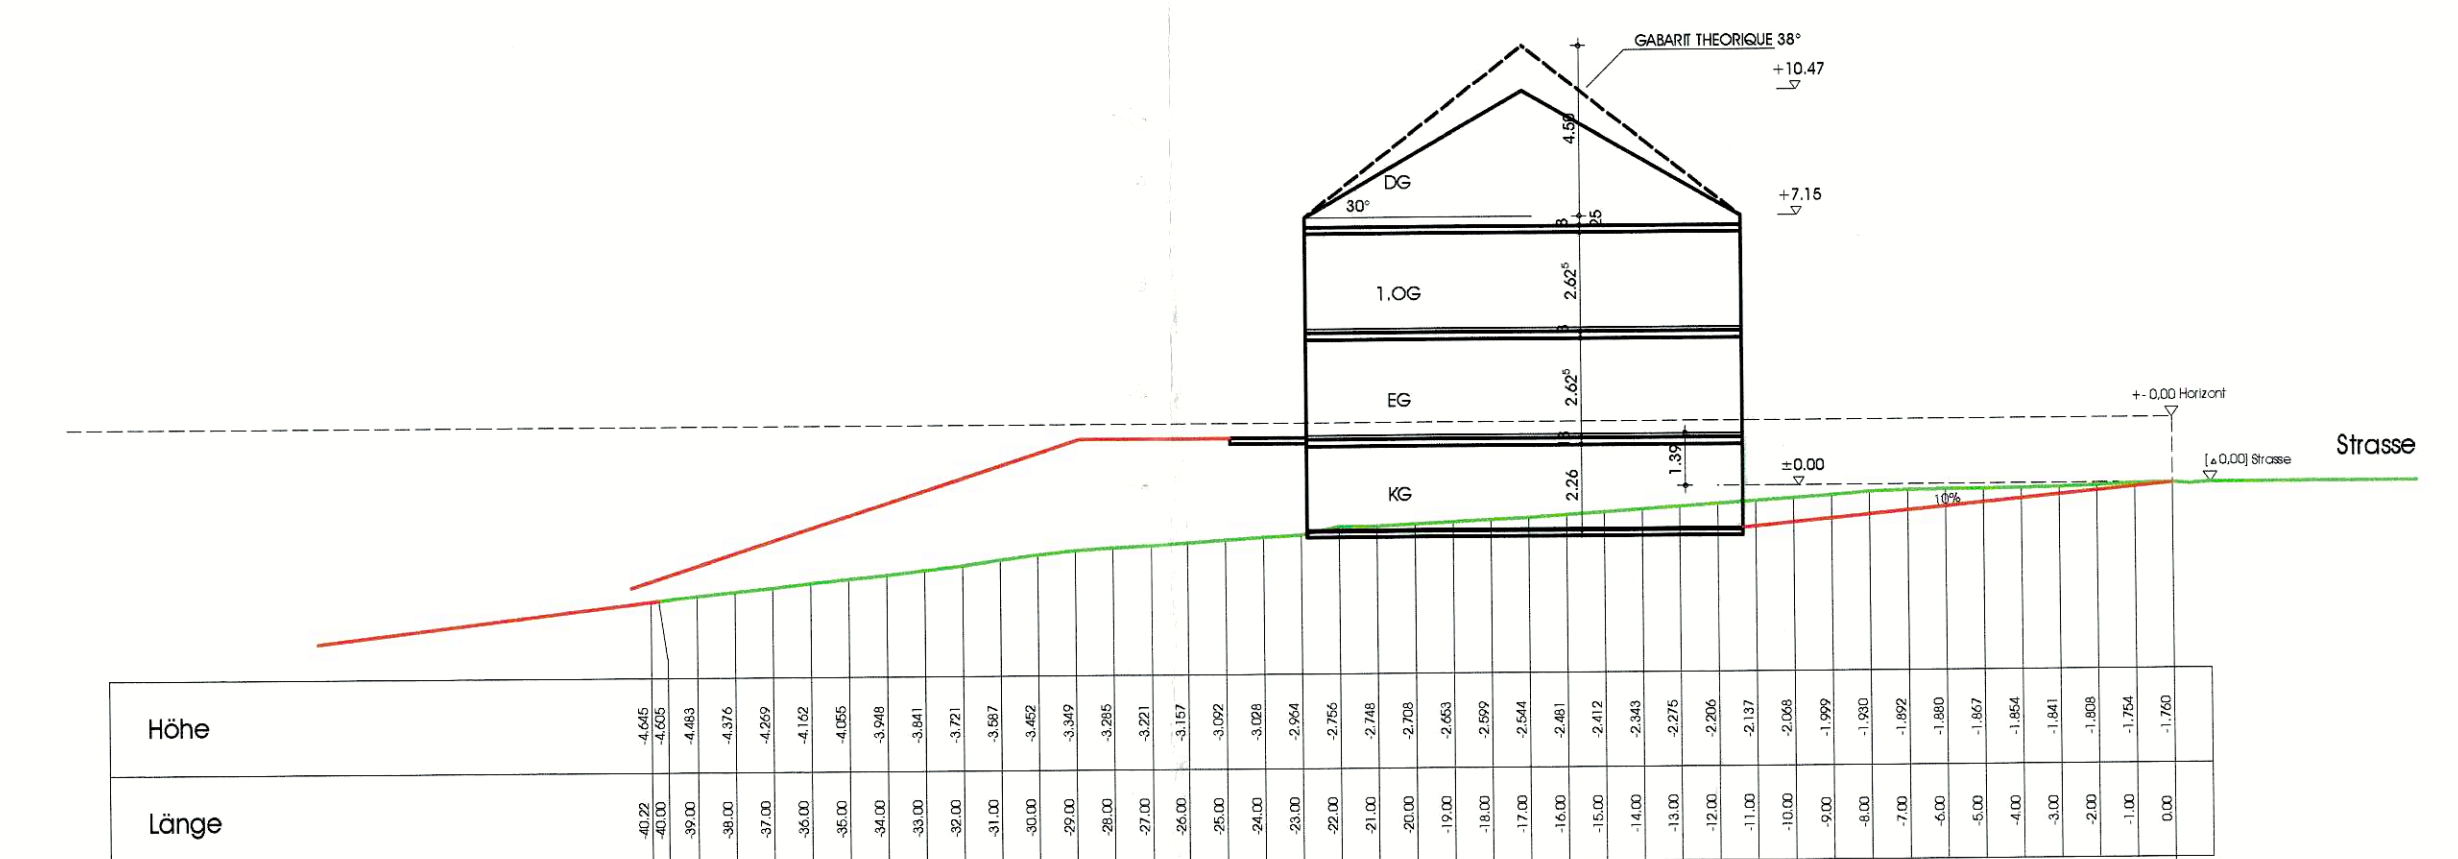 GABARIT THEORIQUE 38°
+10.47
4.50
DG
30°
+7.15
25
1.OG
2.62⁵
EG
2.62⁵
+- 0,00 Horizont
Strasse
[▵0,00] Strasse
1.39
±0.00
KG
2.26
10%
Höhe
-4.645 -4.605 -4.483 -4.376 -4.269 -4.162 -4.055 -3.948 -3.841 -3.721 -3.587 -3.452 -3.349 -3.285 -3.221 -3.157 -3.092 -3.028 -2.964 -2.756 -2.748 -2.708 -2.653 -2.599 -2.544 -2.481 -2.412 -2.343 -2.275 -2.206 -2.137 -2.068 -1.999 -1.930 -1.892 -1.880 -1.867 -1.854 -1.841 -1.808 -1.754 -1.760
Länge
-40.22 -40.00 -39.00 -38.00 -37.00 -36.00 -35.00 -34.00 -33.00 -32.00 -31.00 -30.00 -29.00 -28.00 -27.00 -26.00 -25.00 -24.00 -23.00 -22.00 -21.00 -20.00 -19.00 -18.00 -17.00 -16.00 -15.00 -14.00 -13.00 -12.00 -11.00 -10.00 -9.00 -8.00 -7.00 -6.00 -5.00 -4.00 -3.00 -2.00 -1.00 0.00